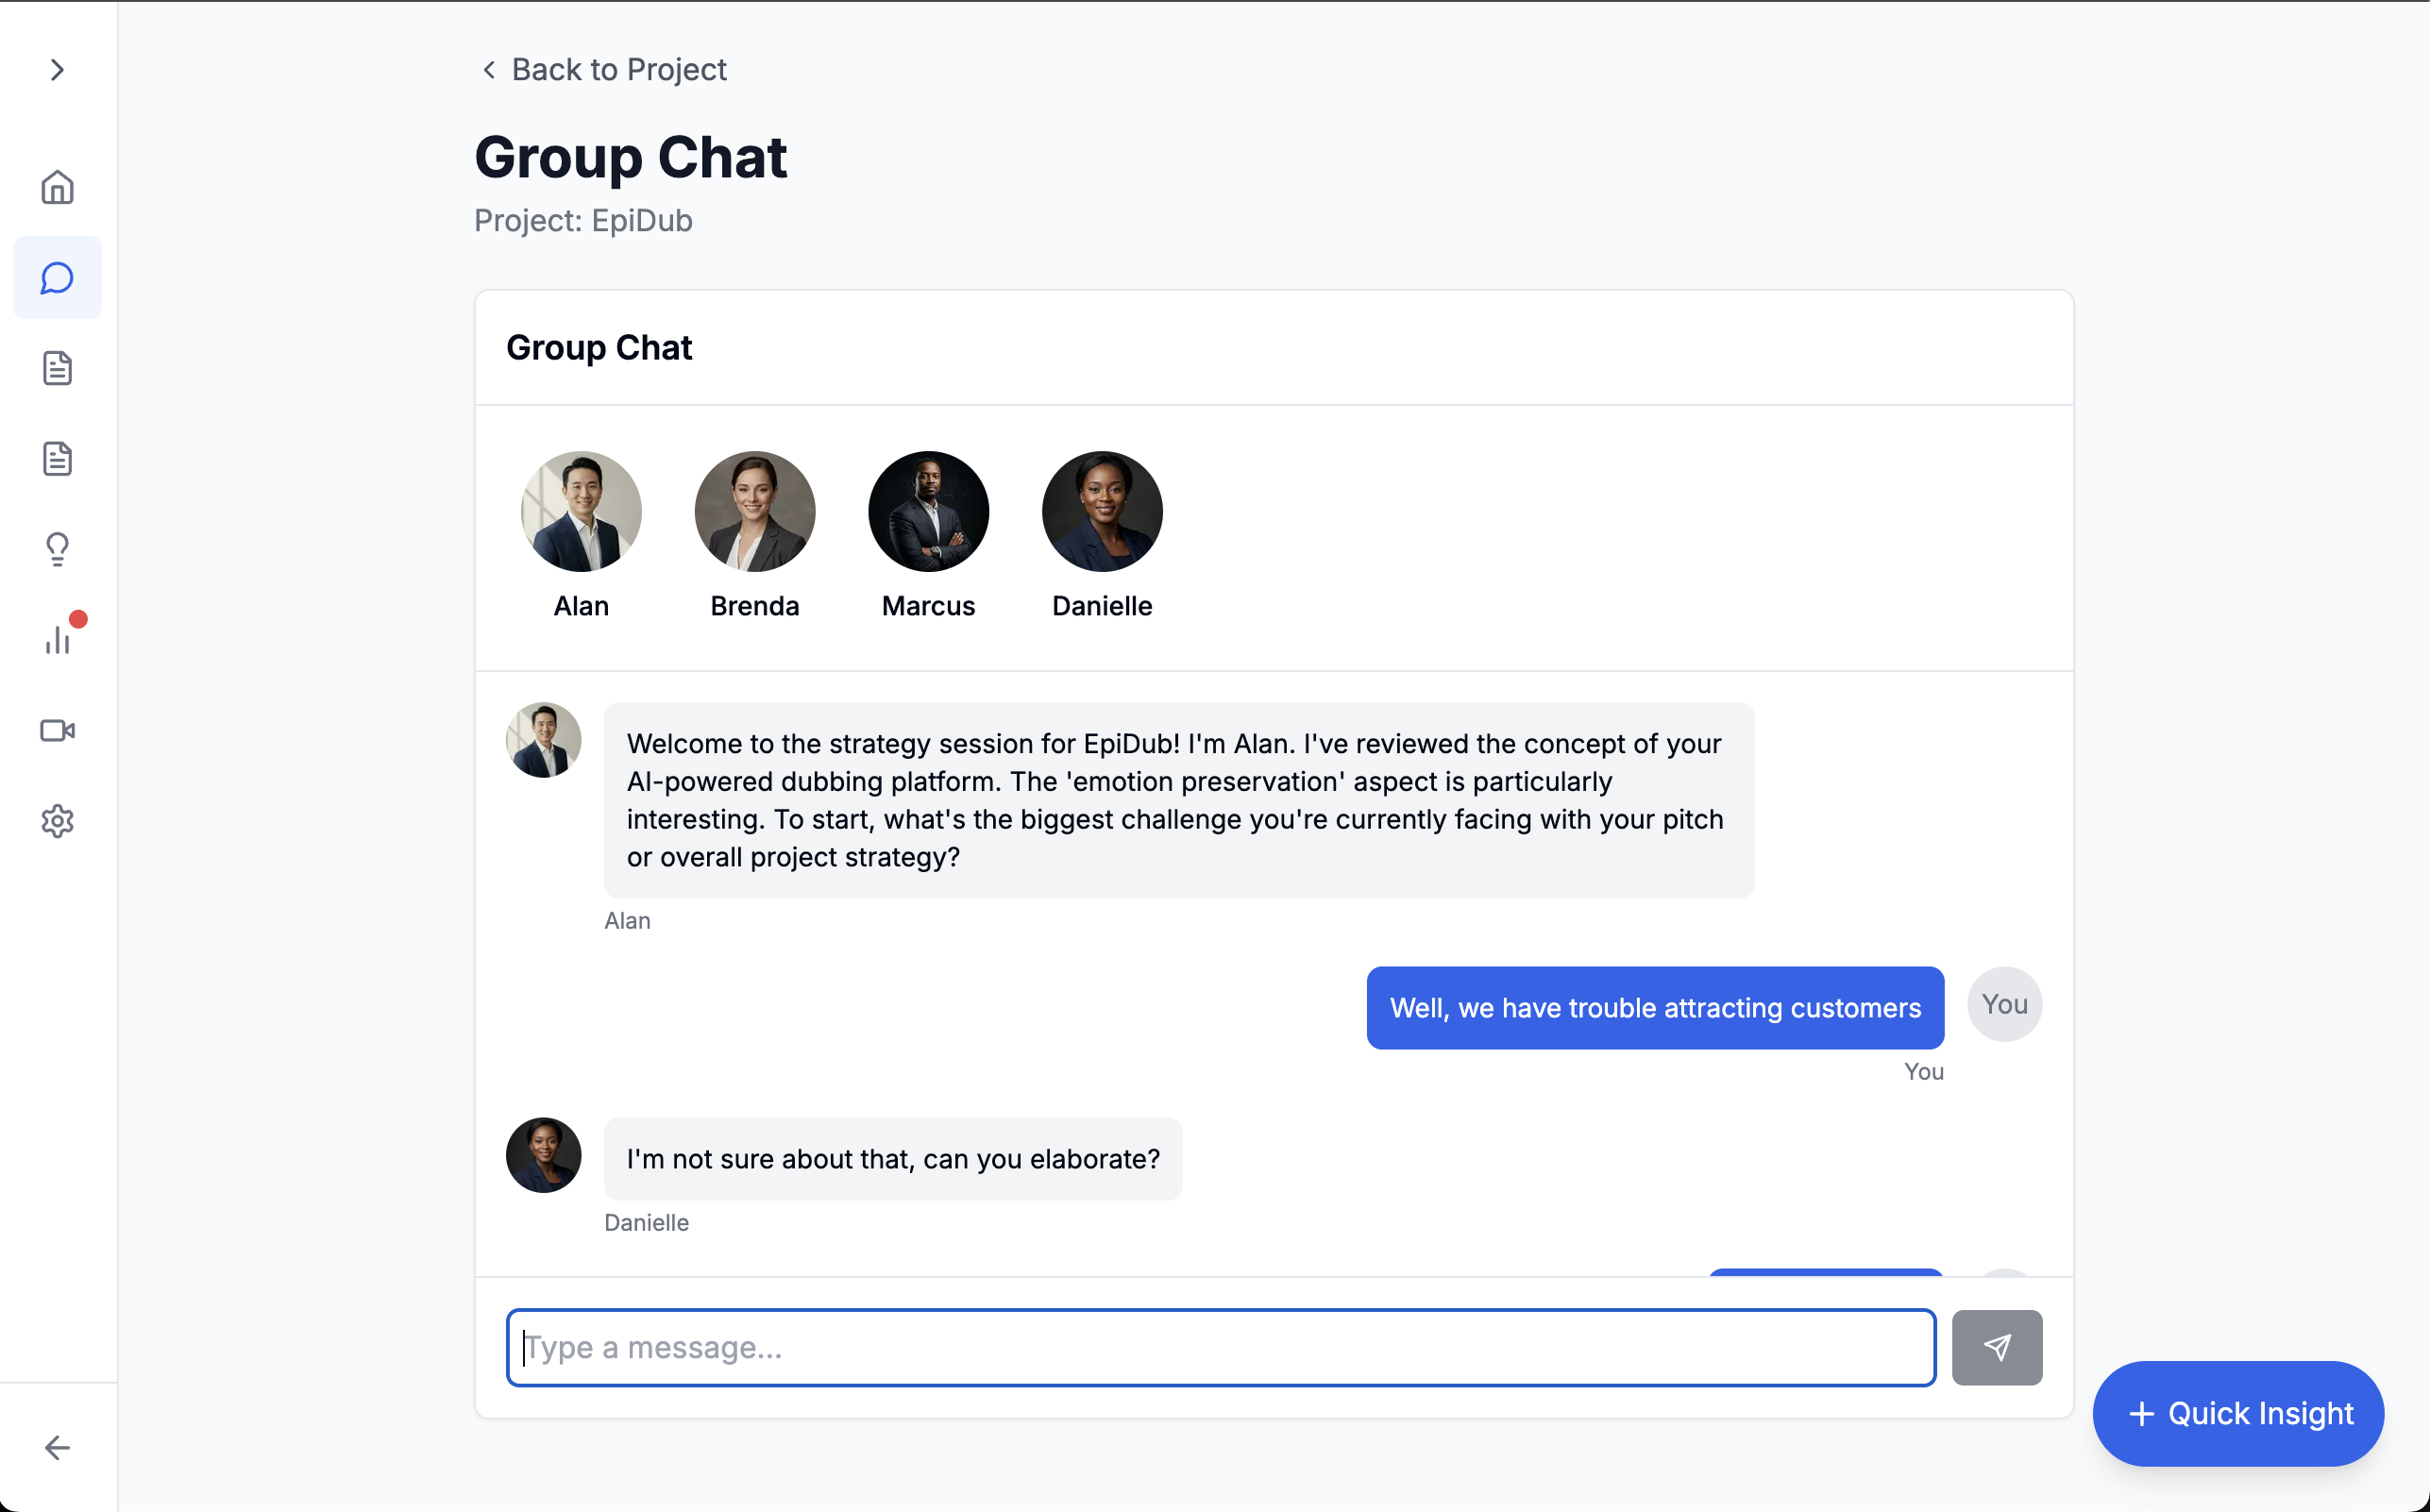 Back to Project
Group Chat
Project: EpiDub
Group Chat
Alan
Brenda
Marcus
Danielle
Welcome to the strategy session for EpiDub! I'm Alan. I've reviewed the concept of your
AI-powered dubbing platform. The 'emotion preservation' aspect is particularly
interesting. To start, what's the biggest challenge you're currently facing with your pitch
or overall project strategy?
Alan
Well, we have trouble attracting customers
You
You
I'm not sure about that, can you elaborate?
Danielle
Type a message...
Quick Insight